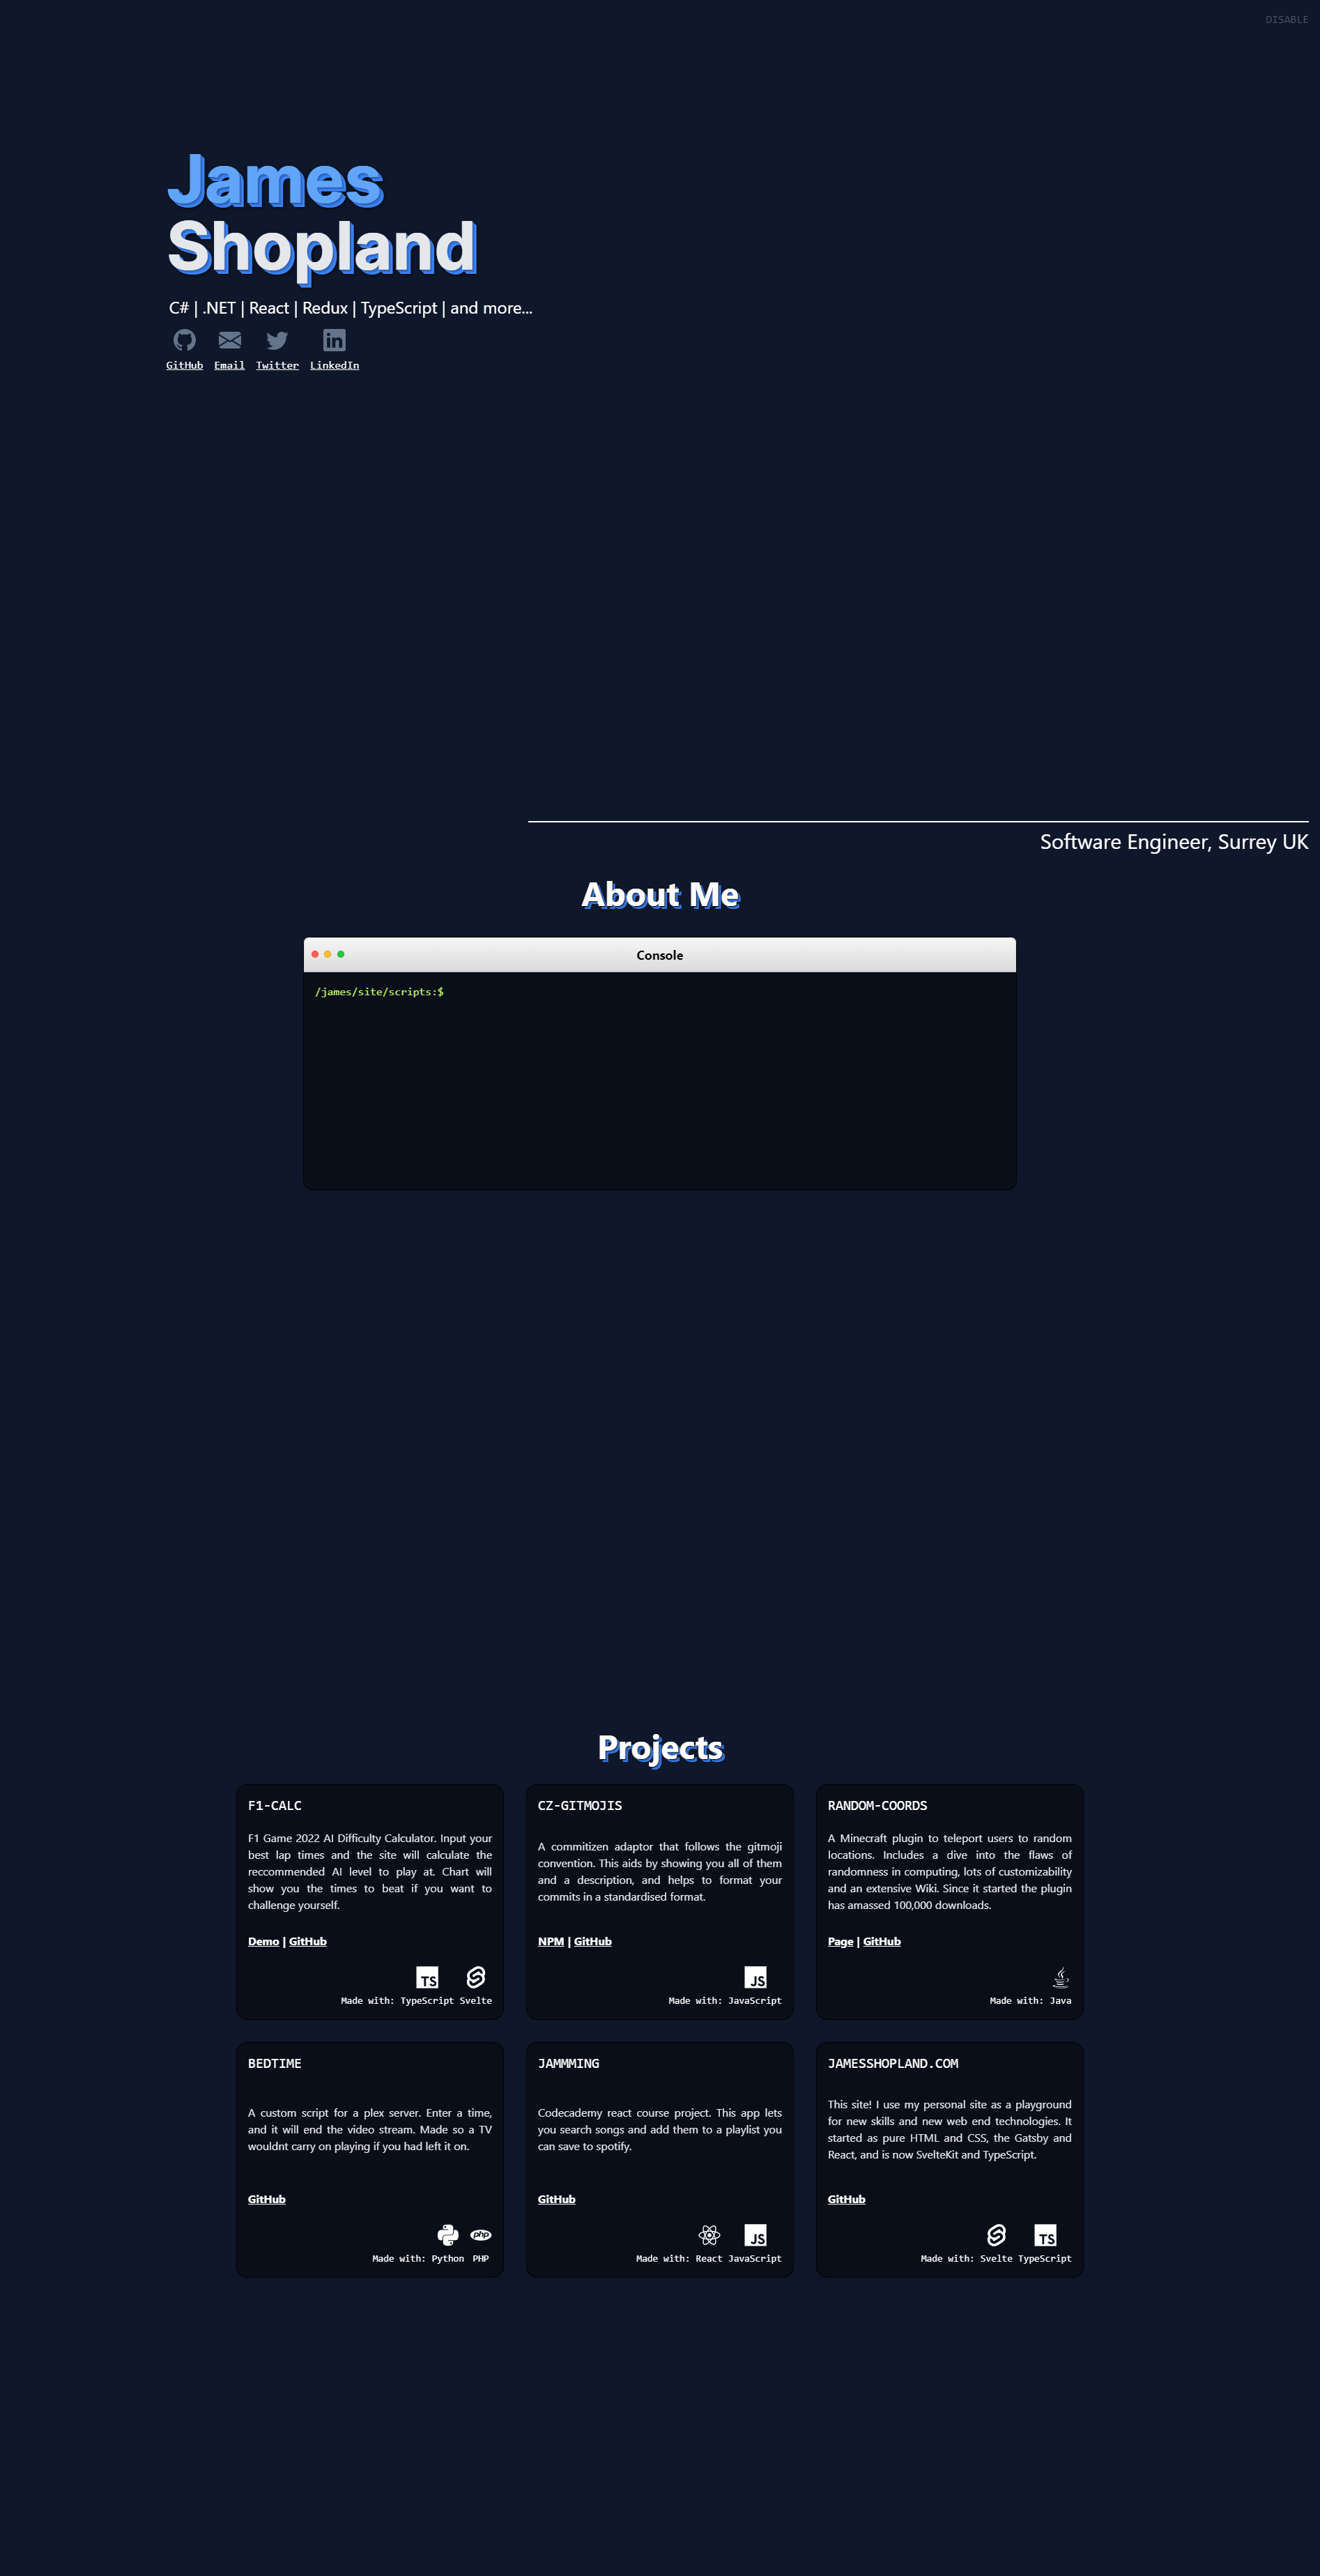 DISABLE
James
Shopland
C# | .NET | React | Redux | TypeScript | and more...
GitHub Email Twitter LinkedIn
Software Engineer, Surrey UK
About Me
Console
/james/site/scripts:$
Projects
F1-CALC
F1 Game 2022 AI Difficulty Calculator. Input your
best lap times and the site will calculate the
reccommended AI level to play at. Chart will
show you the times to beat if you want to
challenge yourself.
Demo | GitHub
TS
Made with: TypeScript Svelte
CZ-GITMOJIS
A commitizen adaptor that follows the gitmoji
convention. This aids by showing you all of them
and a description, and helps to format your
commits in a standardised format.
NPM | GitHub
JS
Made with: JavaScript
RANDOM-COORDS
A Minecraft plugin to teleport users to random
locations. Includes a dive into the flaws of
randomness in computing, lots of customizability
and an extensive Wiki. Since it started the plugin
has amassed 100,000 downloads.
Page | GitHub
Made with: Java
BEDTIME
A custom script for a plex server. Enter a time,
and it will end the video stream. Made so a TV
wouldnt carry on playing if you had left it on.
GitHub
php
Made with: Python PHP
JAMMMING
Codecademy react course project. This app lets
you search songs and add them to a playlist you
can save to spotify.
GitHub
JS
Made with: React JavaScript
JAMESSHOPLAND.COM
This site! I use my personal site as a playground
for new skills and new web end technologies. It
started as pure HTML and CSS, the Gatsby and
React, and is now SvelteKit and TypeScript.
GitHub
TS
Made with: Svelte TypeScript